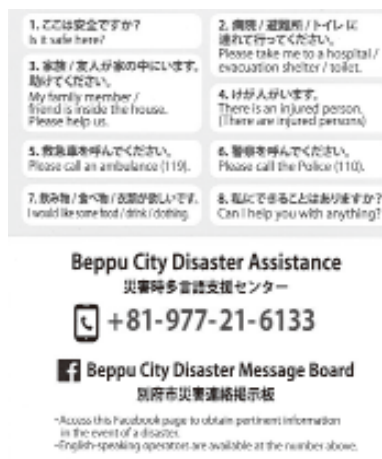 1. ここは安全ですか?
Is it safe here?
2. 病院 / 避難所 / トイレに
連れて行ってください。
Please take me to a hospital /
evacuation shelter / toilet.
3. 家族 / 友人が家の中にいます。
助けてください。
My family member /
friend is inside the house.
Please help us.
4. けが人がいます。
There is an injured person.
(There are injured persons)
5. 救急車を呼んでください。
Please call an ambulance (119).
6. 警察を呼んでください。
Please call the Police (110).
7. 飲み物 / 食べ物 / 衣類が欲しいです。
I would like some food / drink / clothing.
8. 私にできることはありますか?
Can I help you with anything?
Beppu City Disaster Assistance
災害時多言語支援センター
+81-977-21-6133
Beppu City Disaster Message Board
別府市災害連絡掲示板
-Access this Facebook page to obtain pertinent information
in the event of a disaster.
-English-speaking operators are available at the number above.